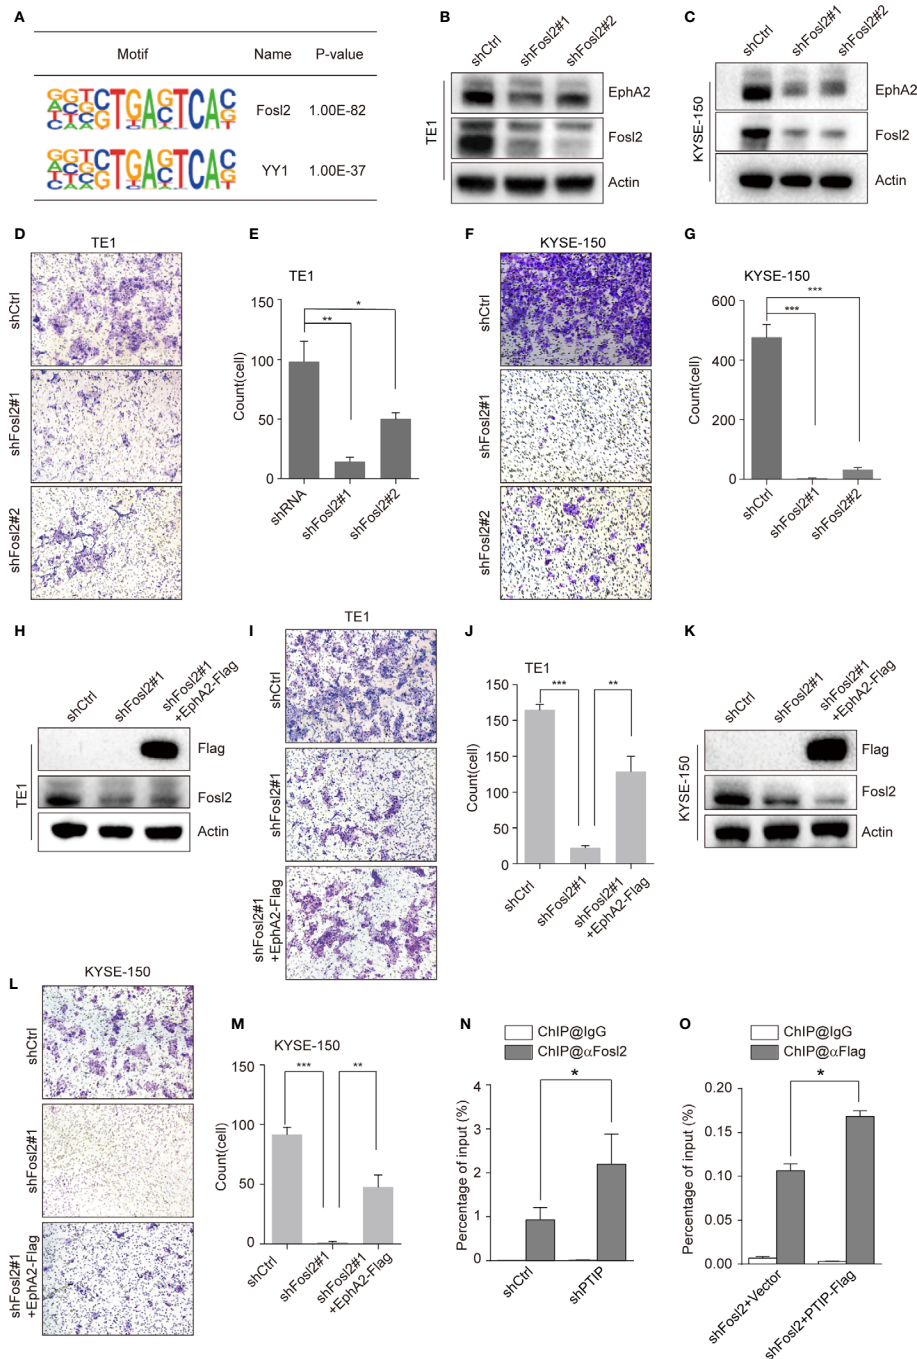 A
Motif Name P-value
Fosl2 1.00E-82
YY1 1.00E-37
B
shCtrl shFosl2#1 shFosl2#2
TE1
EphA2
Fosl2
Actin
C
shCtrl shFosl2#1 shFosl2#2
KYSE-150
EphA2
Fosl2
Actin
D
TE1
shCtrl
shFosl2#1
shFosl2#2
E
TE1
Count(cell)
150
100
50
0
** *
shRNA shFosl2#1 shFosl2#2
F
KYSE-150
shCtrl
shFosl2#1
shFosl2#2
G
KYSE-150
Count(cell)
600
400
200
0
*** ***
shCtrl shFosl2#1 shFosl2#2
H
shCtrl shFosl2#1 shFosl2#1
+EphA2-Flag
TE1
Flag
Fosl2
Actin
I
TE1
shCtrl
shFosl2#1
shFosl2#1
+EphA2-Flag
J
TE1
Count(cell)
150
150
150
150
50
0
*** **
shCtrl shFosl2#1 shFosl2#1
+EphA2-Flag
K
shCtrl shFosl2#1 shFosl2#1
+EphA2-Flag
KYSE-150
Flag
Fosl2
Actin
L
KYSE-150
shCtrl
shFosl2#1
shFosl2#1
+EphA2-Flag
M
KYSE-150
Count(cell)
150
100
50
0
*** **
shCtrl shFosl2#1 shFosl2#1
+EphA2-Flag
N
ChIP@IgG
ChIP@αFosl2
Percentage of input (%)
4
3
2
1
0
*
shCtrl shPTIP
O
ChIP@IgG
ChIP@αFlag
Percentage of input (%)
0.20
0.15
0.10
0.05
0.00
*
shFosl2+Vector shFosl2+PTIP-Flag